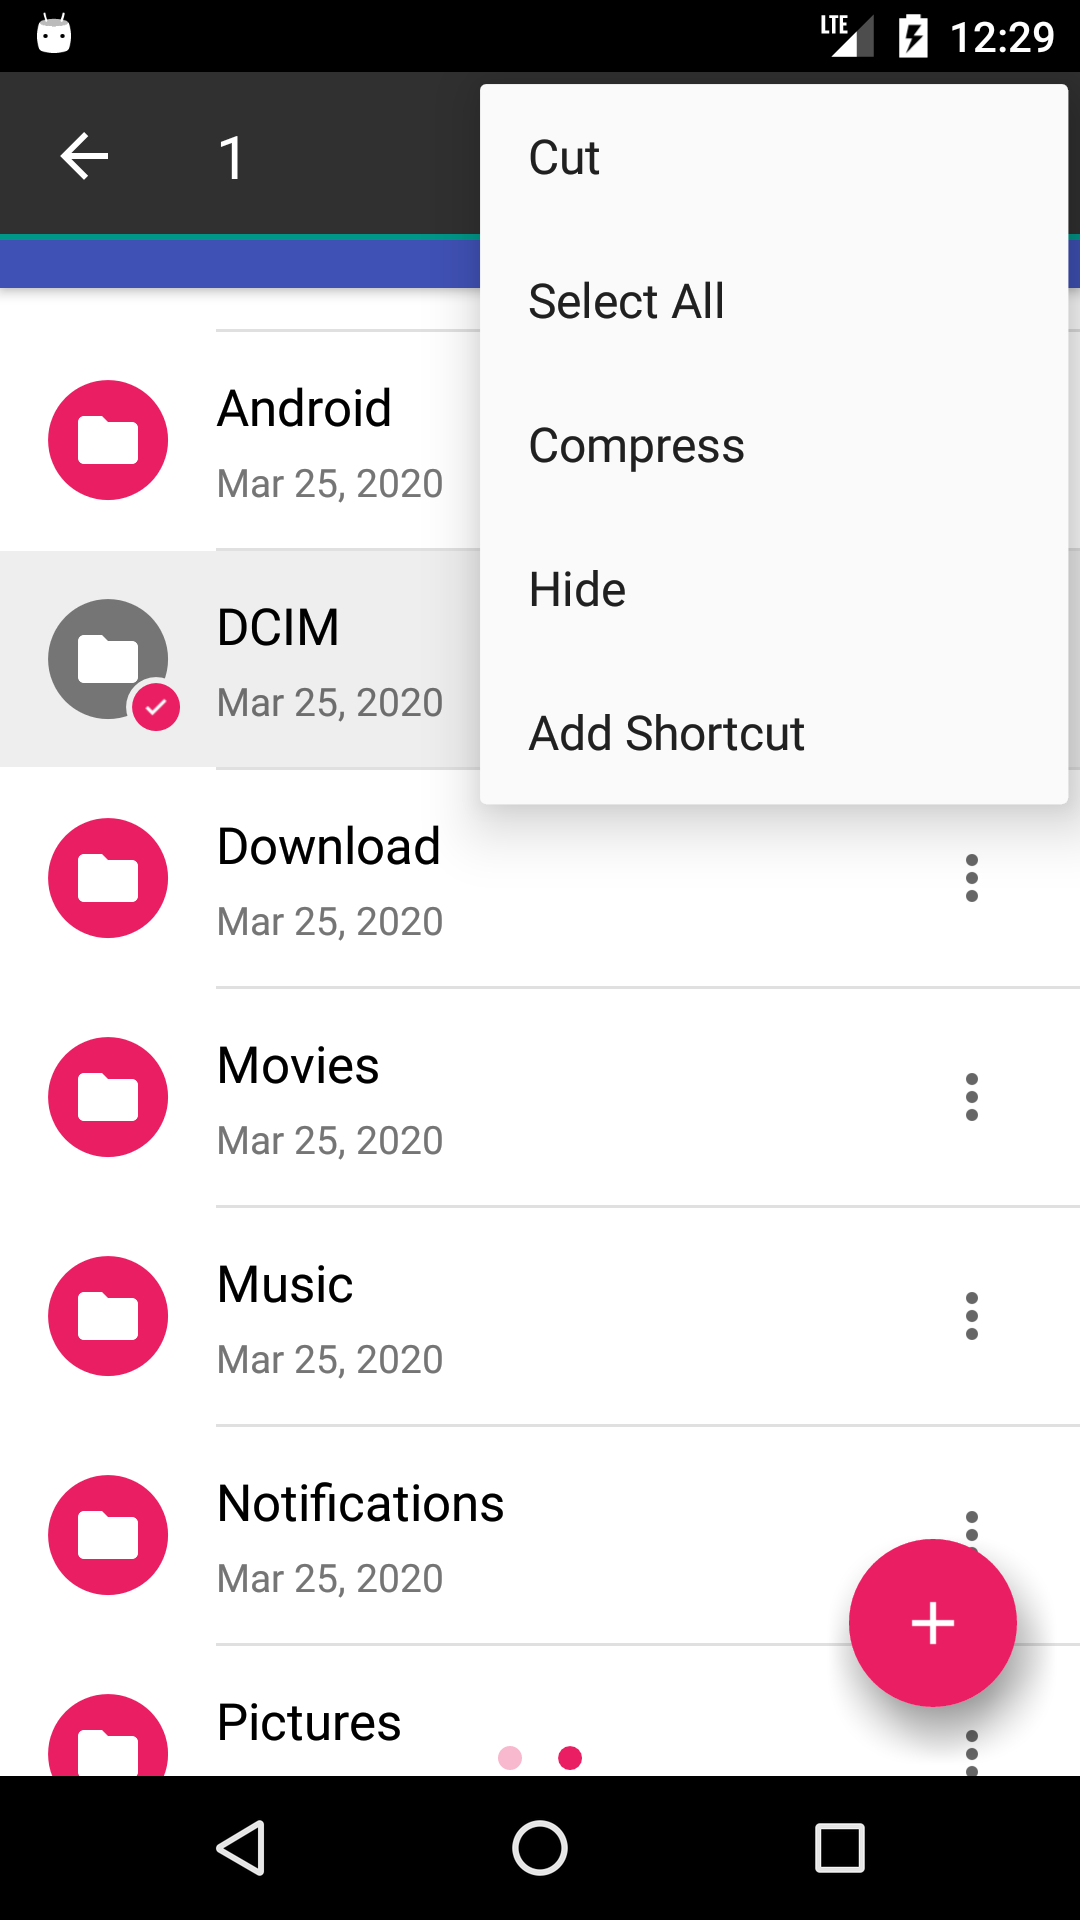 LTE 12:29
1
Cut
Select All
Compress
Hide
Add Shortcut
Android
Mar 25, 2020
DCIM
Mar 25, 2020
Download
Mar 25, 2020
Movies
Mar 25, 2020
Music
Mar 25, 2020
Notifications
Mar 25, 2020
Pictures